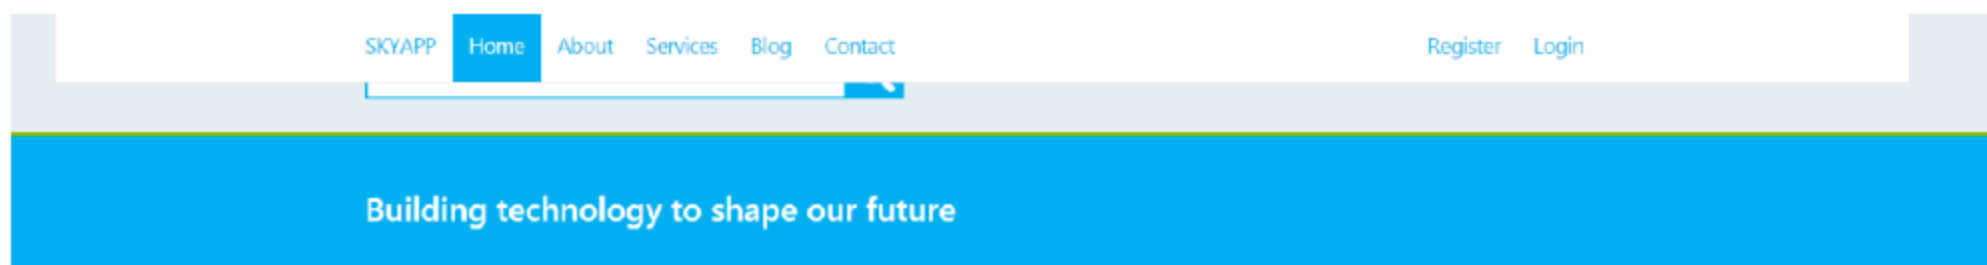 SKYAPP Home About Services Blog Contact Register Login
Building technology to shape our future